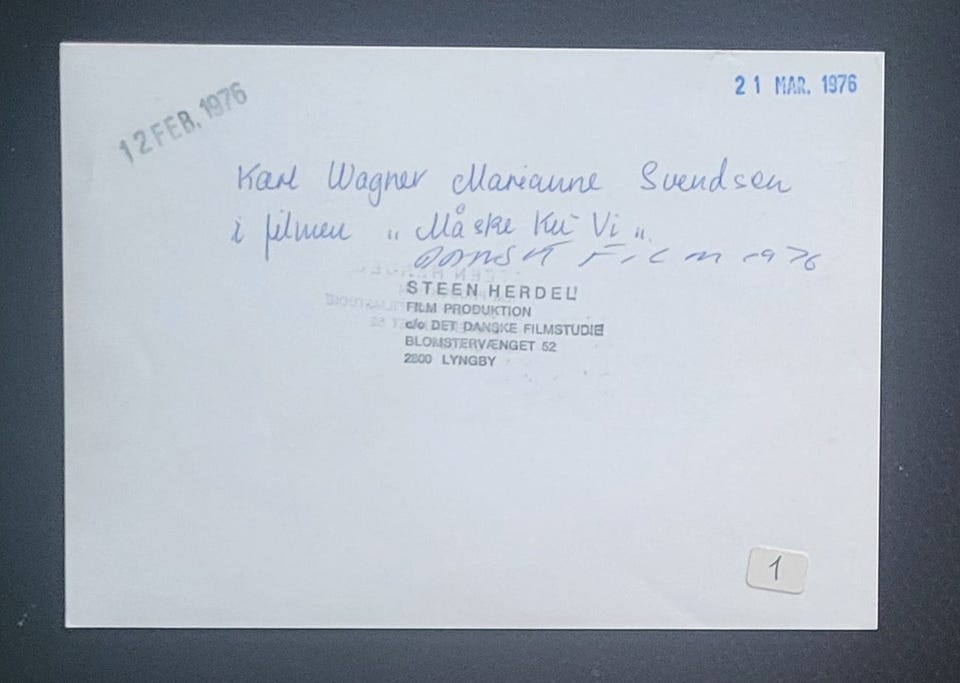 12 FEB. 1976
21 MAR. 1976
Karl Wagner Marianne Svendsen
i filmen „Måske Ku' Vi"
DANSK FILM 1976
STEEN HERDEL
FILM PRODUKTION
c/o DET DANSKE FILMSTUDIE
BLOMSTERVÆNGET 52
2800 LYNGBY
1